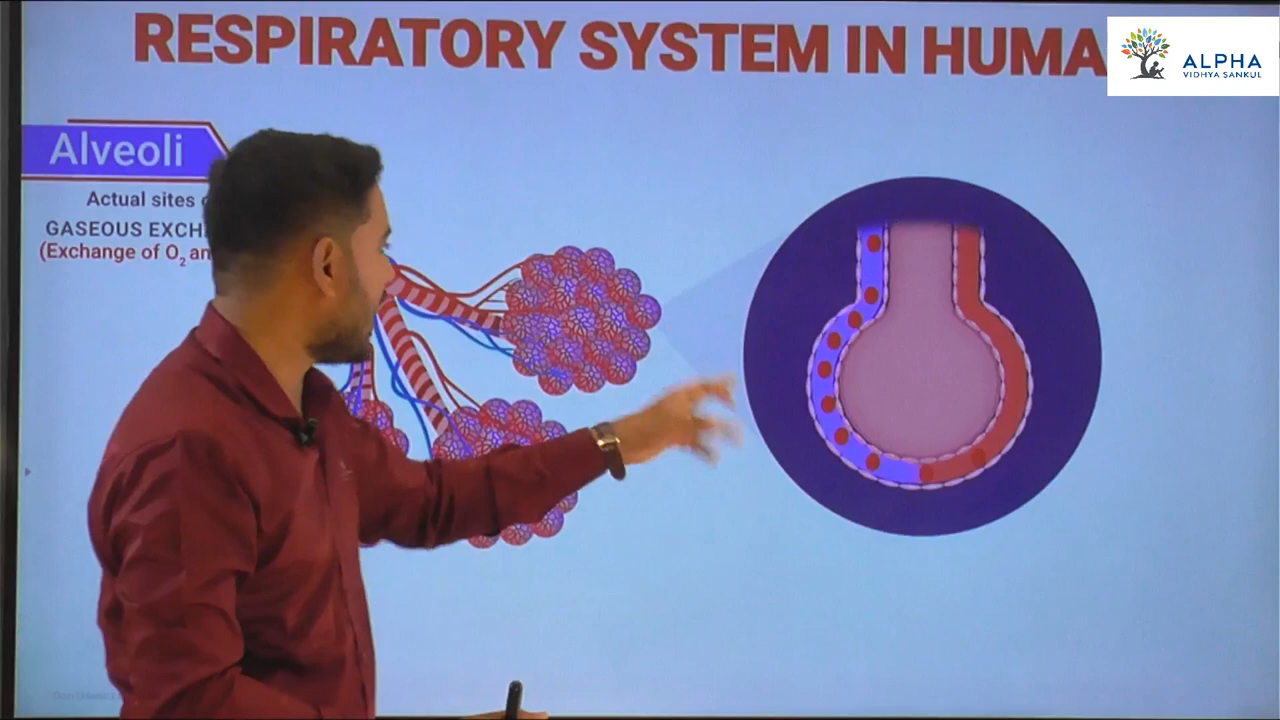 RESPIRATORY SYSTEM IN HUMA
ALPHA
VIDHYA SANKUL
Alveoli
Actual sites
GASEOUS EXCH
(Exchange of O2 an